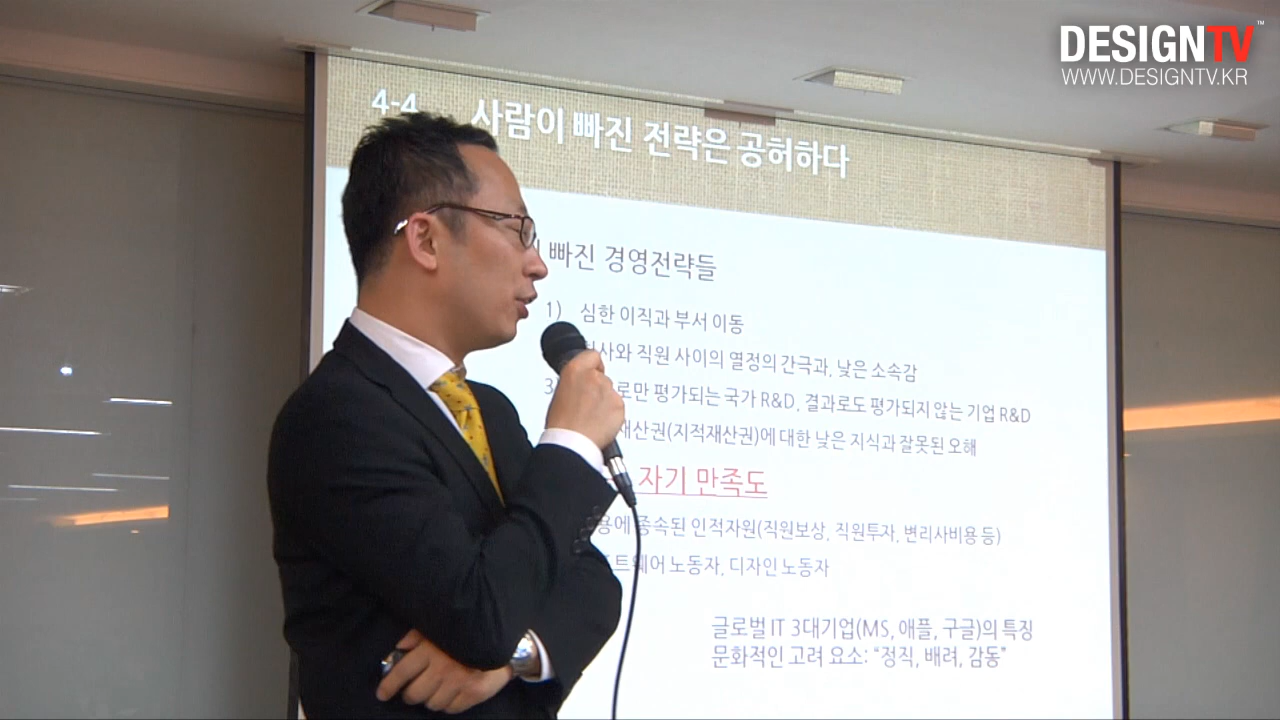 DESIGNTV™
WWW.DESIGNTV.KR
4-4 사람이 빠진 전략은 공허하다
빠진 경영전략들
1) 심한 이직과 부서 이동
회사와 직원 사이의 열정의 간극과, 낮은 소속감
3) 로만 평가되는 국가 R&D, 결과로도 평가되지 않는 기업 R&D
재산권(지적재산권)에 대한 낮은 지식과 잘못된 오해
자기 만족도
종속된 인적자원(직원보상, 직원투자, 변리사비용 등)
노동자, 디자인 노동자
글로벌 IT 3대기업(MS, 애플, 구글)의 특징
문화적인 고려 요소: “정직, 배려, 감동”